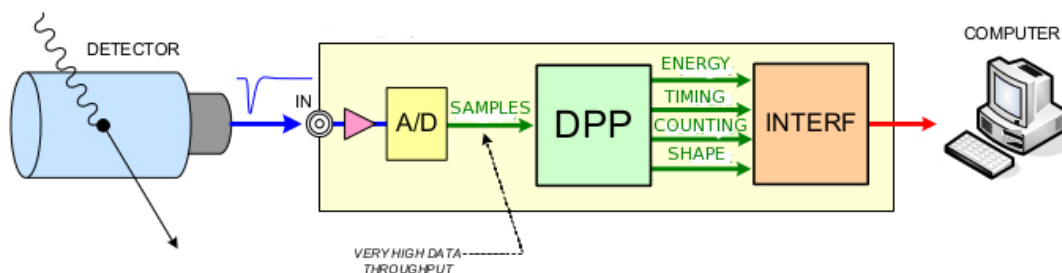 DETECTOR
COMPUTER
IN
A/D
SAMPLES
DPP
ENERGY
TIMING
COUNTING
SHAPE
INTERF
VERY HIGH DATA
THROUGHPUT